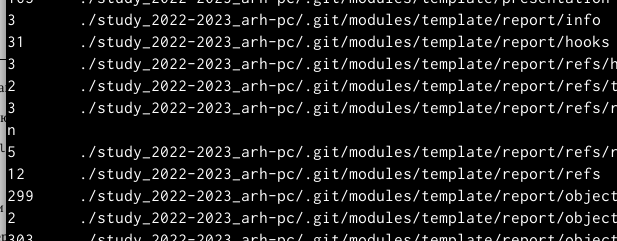 ./study_2022-2023_arh-pc/.git/modules/template/presentation
3 ./study_2022-2023_arh-pc/.git/modules/template/report/info
31 ./study_2022-2023_arh-pc/.git/modules/template/report/hooks
3 ./study_2022-2023_arh-pc/.git/modules/template/report/refs/h
2 ./study_2022-2023_arh-pc/.git/modules/template/report/refs/t
3 ./study_2022-2023_arh-pc/.git/modules/template/report/refs/r
n
5 ./study_2022-2023_arh-pc/.git/modules/template/report/refs/r
12 ./study_2022-2023_arh-pc/.git/modules/template/report/refs
299 ./study_2022-2023_arh-pc/.git/modules/template/report/object
2 ./study_2022-2023_arh-pc/.git/modules/template/report/object
303 ./study_2022-2023_arh-pc/.git/modules/template/report/object